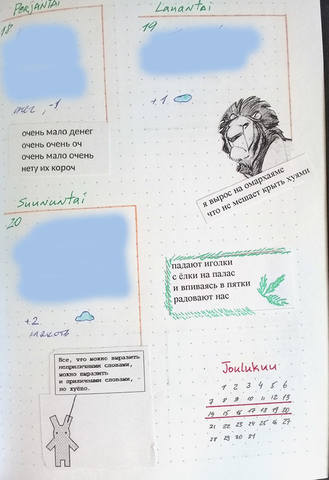 Perjantai
18
снег, -1
очень мало денег
очень очень оч
очень мало очень
нету их короч
Lauantai
19
+1
я вырос на омархаяме
что не мешает крыть хуями
Suununtai
20
+2
падают иголки
с ёлки на палас
и впиваясь в пятки
радовают нас
Все, что можно выразить
неприличными словами,
можно выразить
и приличными словами,
но хуёво.
Joulukuu
1 2 3 4 5 6
7 8 9 10 11 12 13
14 15 16 17 18 19 20
21 22 23 24 25 26 27
28 29 30 31